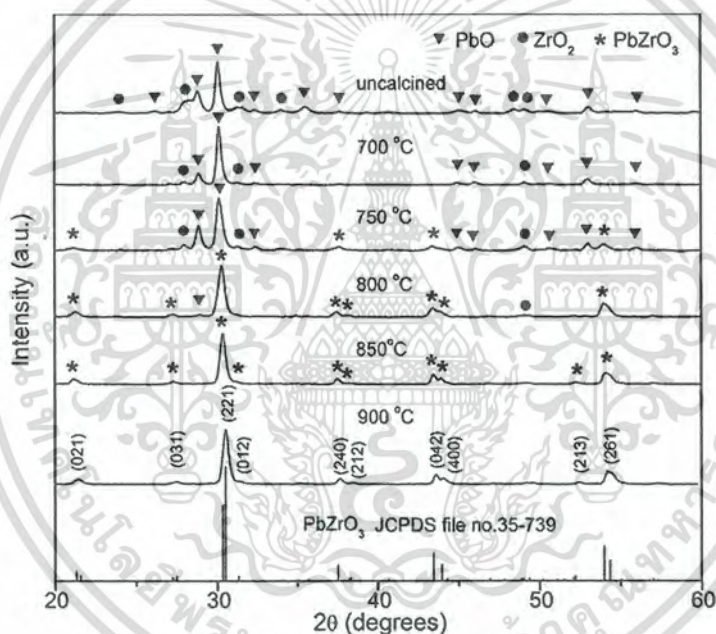 ▼ PbO ● ZrO₂ * PbZrO₃
uncalcined
700 °C
750 °C
800 °C
850°C
900 °C
(021)
(031)
(221)
(012)
(240)
(212)
(042)
(400)
(213)
(261)
PbZrO₃ JCPDS file no.35-739
Intensity (a.u.)
20 30 40 50 60
2θ (degrees)